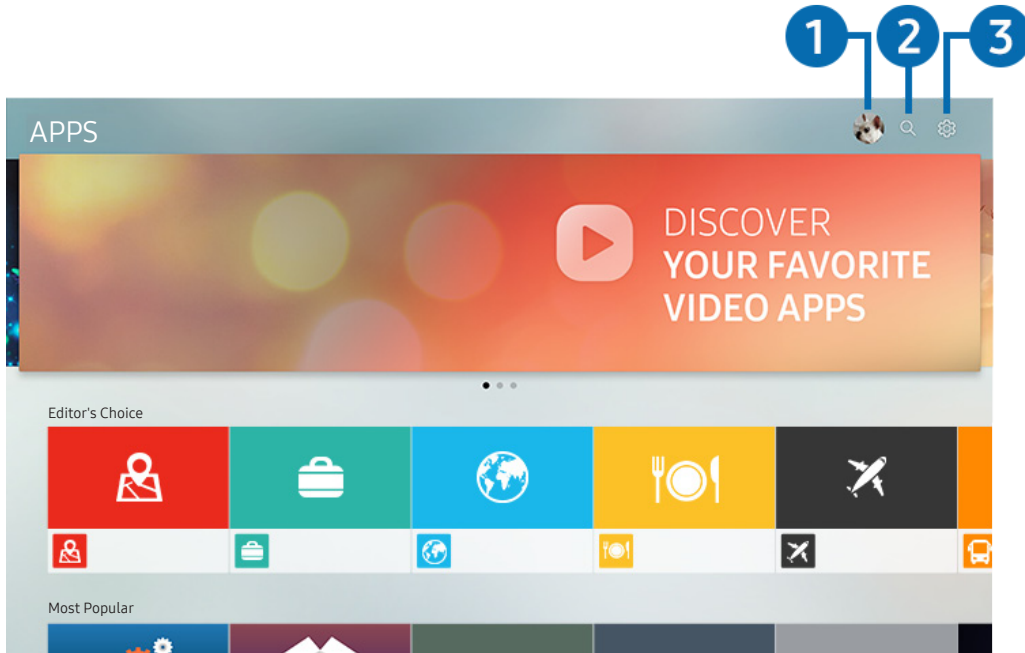 1 2 3
APPS
DISCOVER
YOUR FAVORITE
VIDEO APPS
Editor's Choice
Most Popular